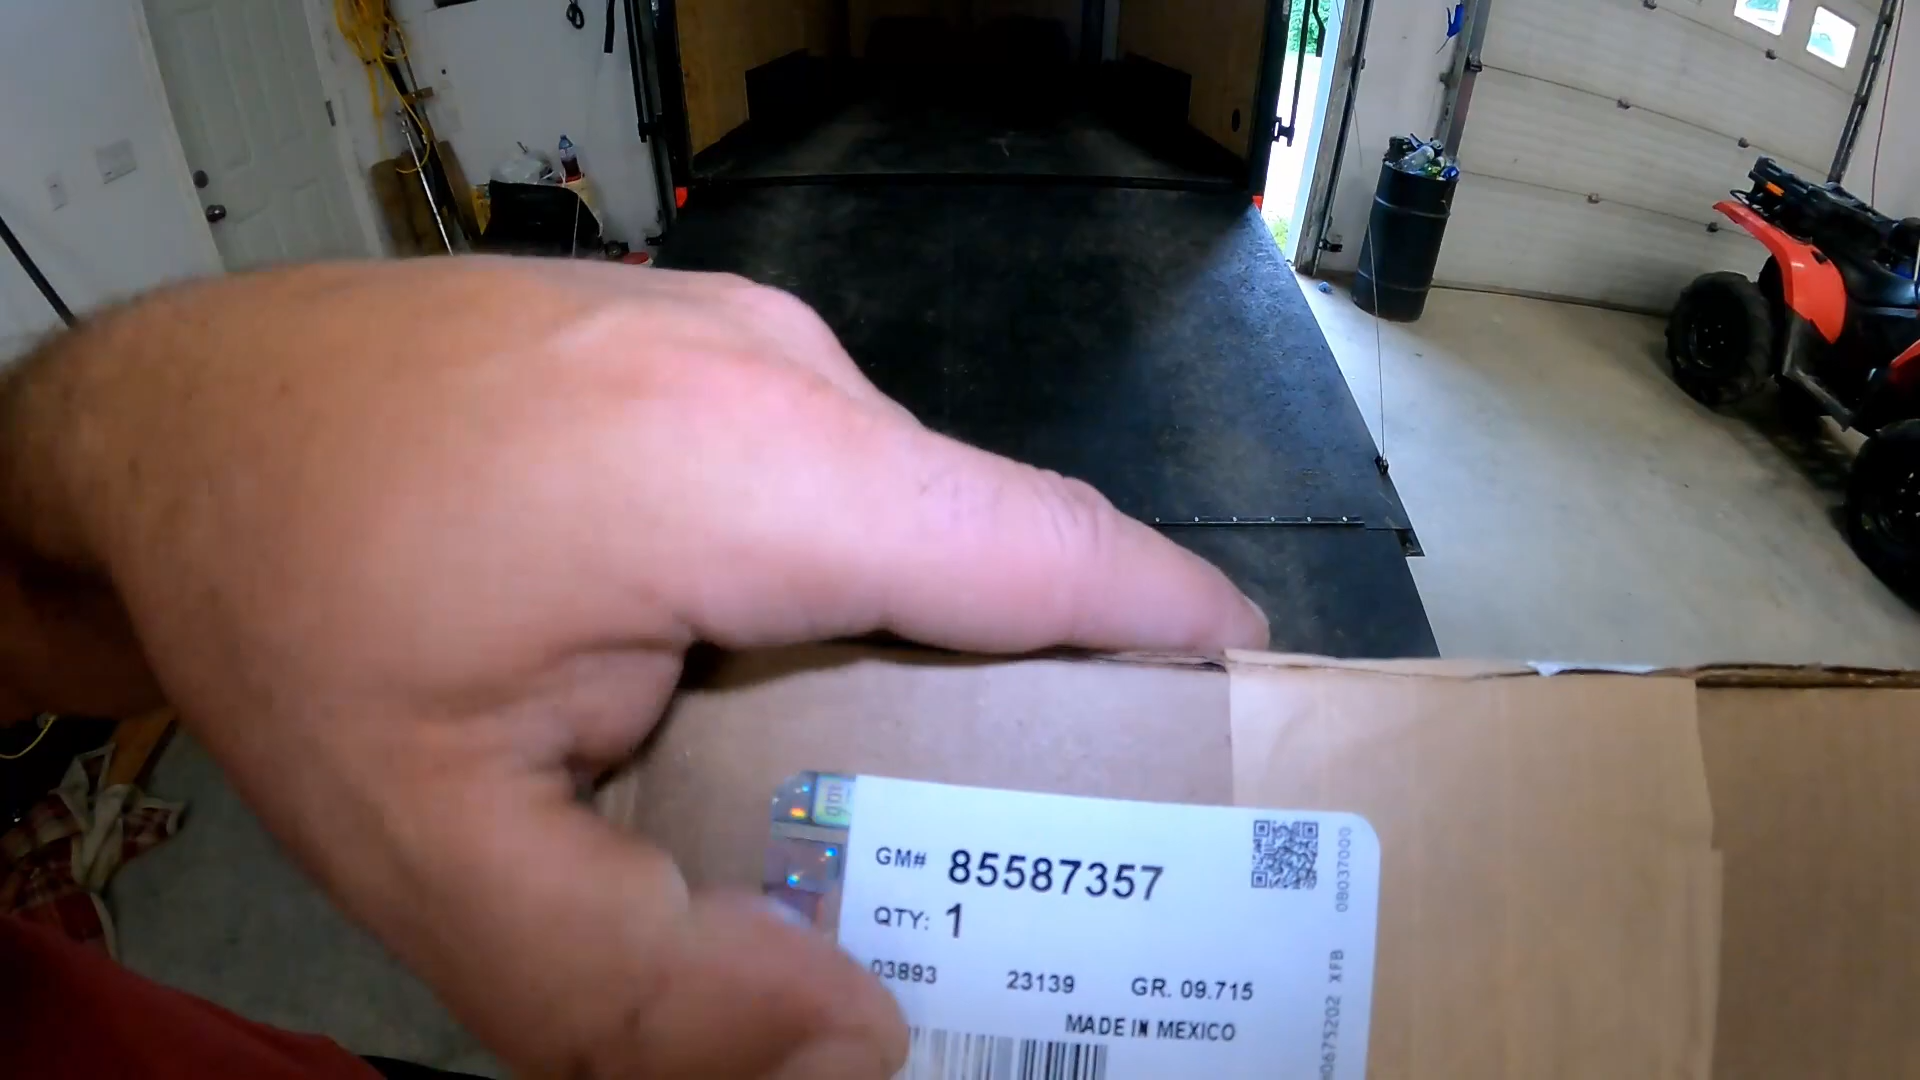 GM# 85587357
QTY: 1
03893 23139 GR. 09.715
MADE IN MEXICO
08037000
XFB